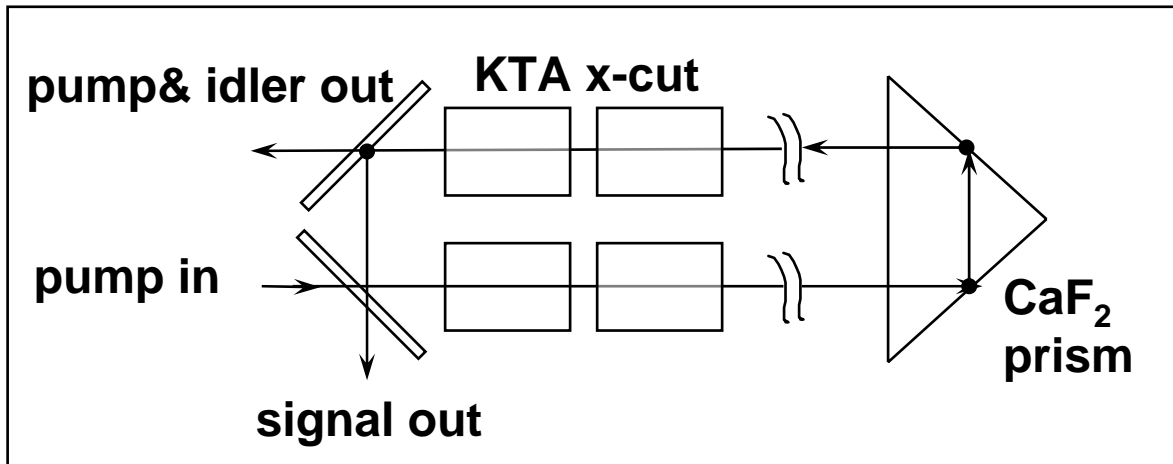 pump& idler out
KTA x-cut
pump in
CaF₂
prism
signal out